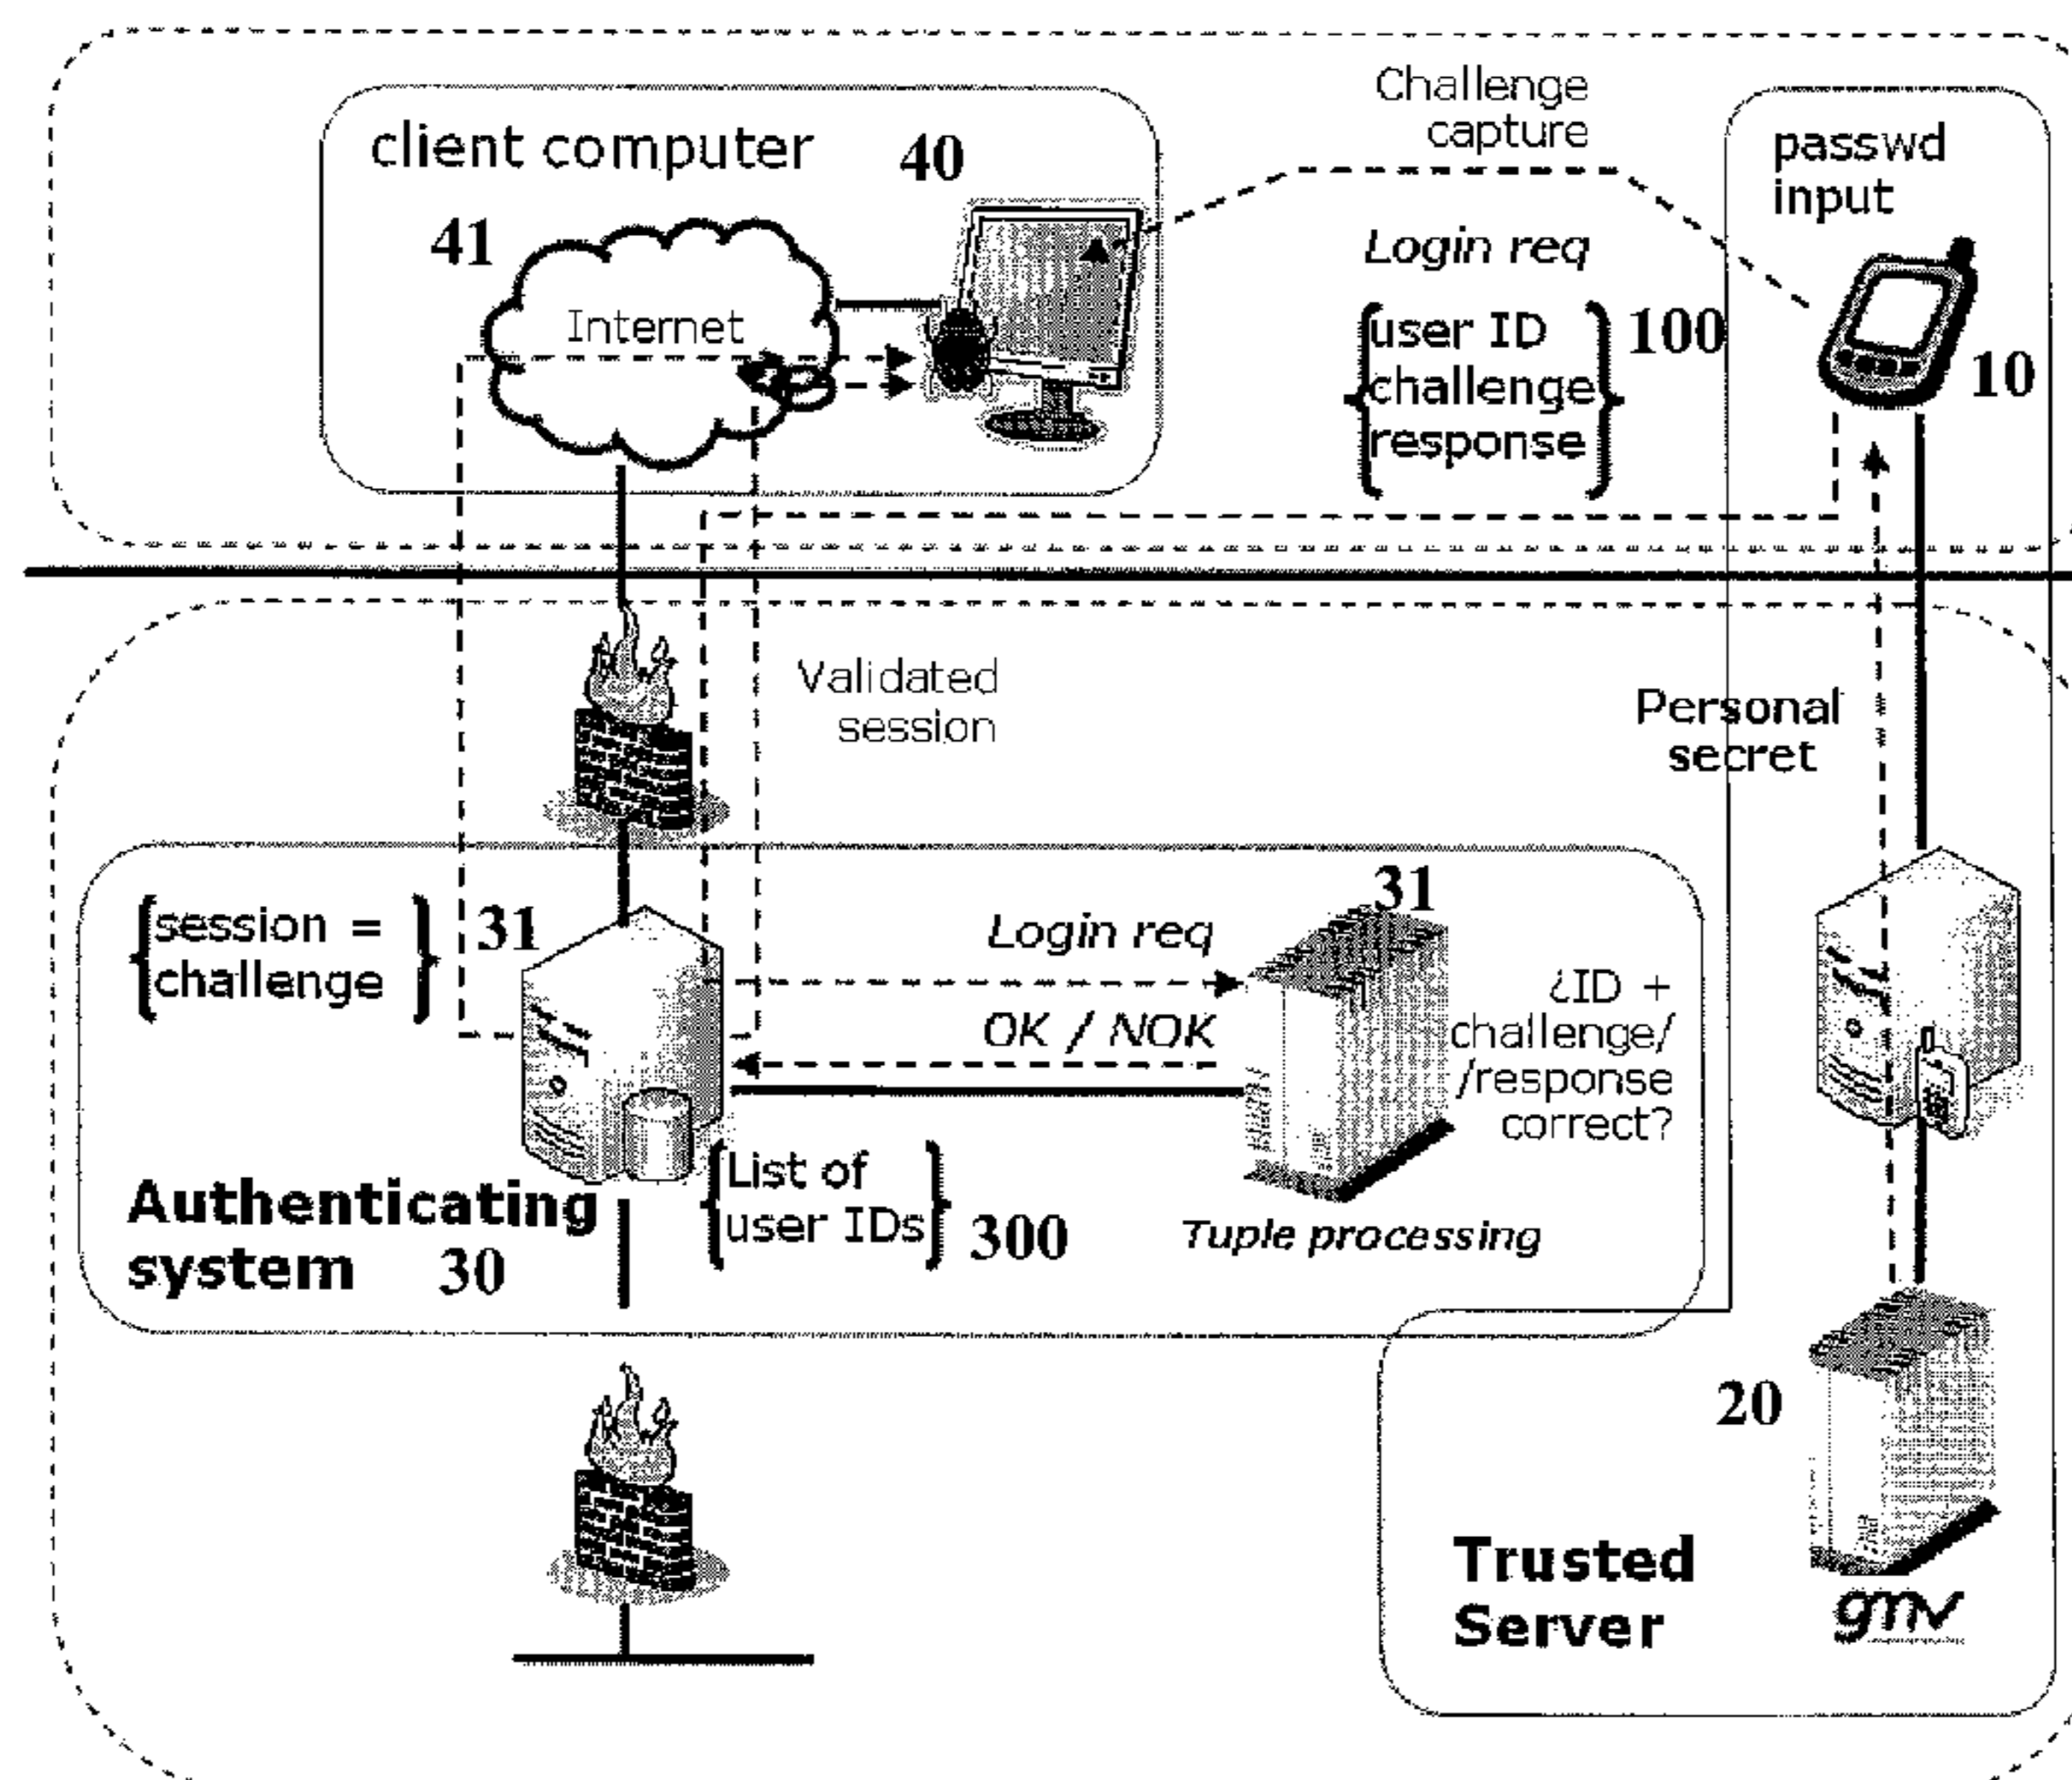 Challenge
capture
client computer 40
passwd
input
41
Login req
Internet
user ID
challenge
response
100
10
Validated
session
Personal
secret
session =
challenge
31
31
Login req
OK / NOK
¿ID +
challenge/
/response
correct?
List of
user IDs
300
Authenticating
system 30
Tuple processing
20
Trusted
Server
gmv